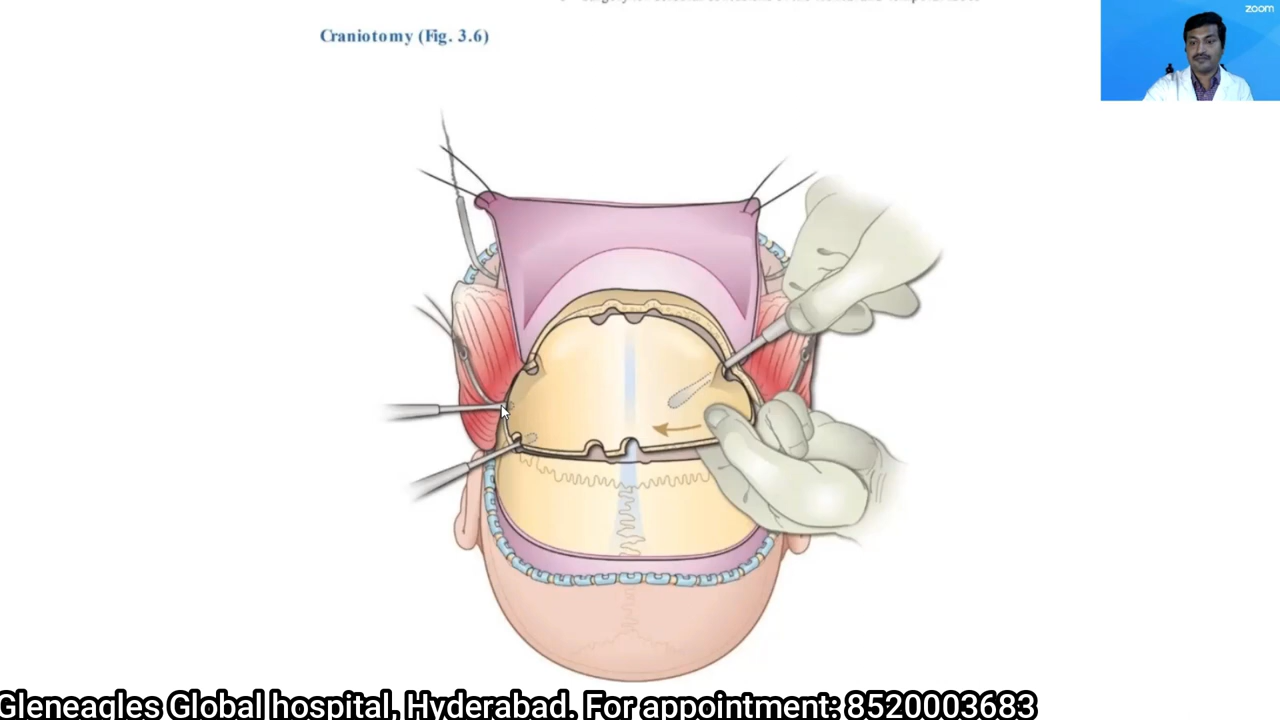 zoom
Craniotomy (Fig. 3.6)
Gleneagles Global hospital, Hyderabad. For appointment: 8520003683